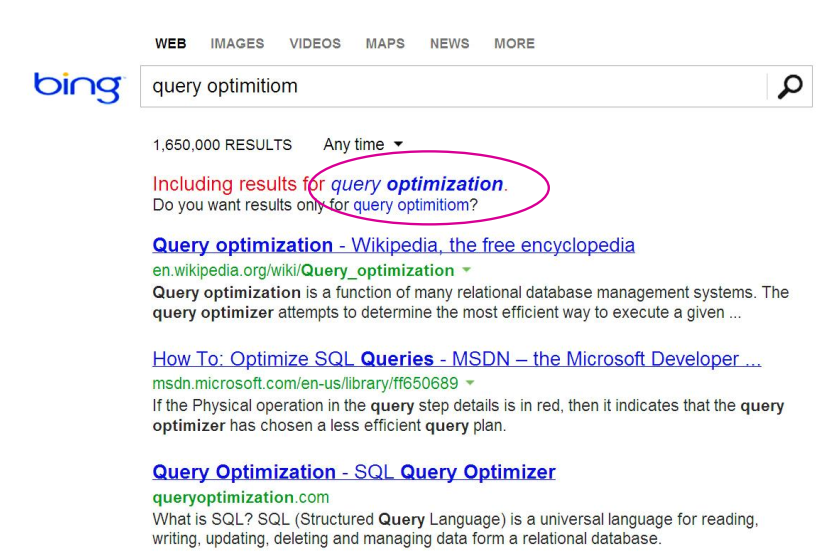 WEB IMAGES VIDEOS MAPS NEWS MORE
bing
query optimitiom
1,650,000 RESULTS Any time
Including results for query optimization.
Do you want results only for query optimitiom?
Query optimization - Wikipedia, the free encyclopedia
en.wikipedia.org/wiki/Query_optimization
Query optimization is a function of many relational database management systems. The
query optimizer attempts to determine the most efficient way to execute a given ...
How To: Optimize SQL Queries - MSDN – the Microsoft Developer ...
msdn.microsoft.com/en-us/library/ff650689
If the Physical operation in the query step details is in red, then it indicates that the query
optimizer has chosen a less efficient query plan.
Query Optimization - SQL Query Optimizer
queryoptimization.com
What is SQL? SQL (Structured Query Language) is a universal language for reading,
writing, updating, deleting and managing data form a relational database.